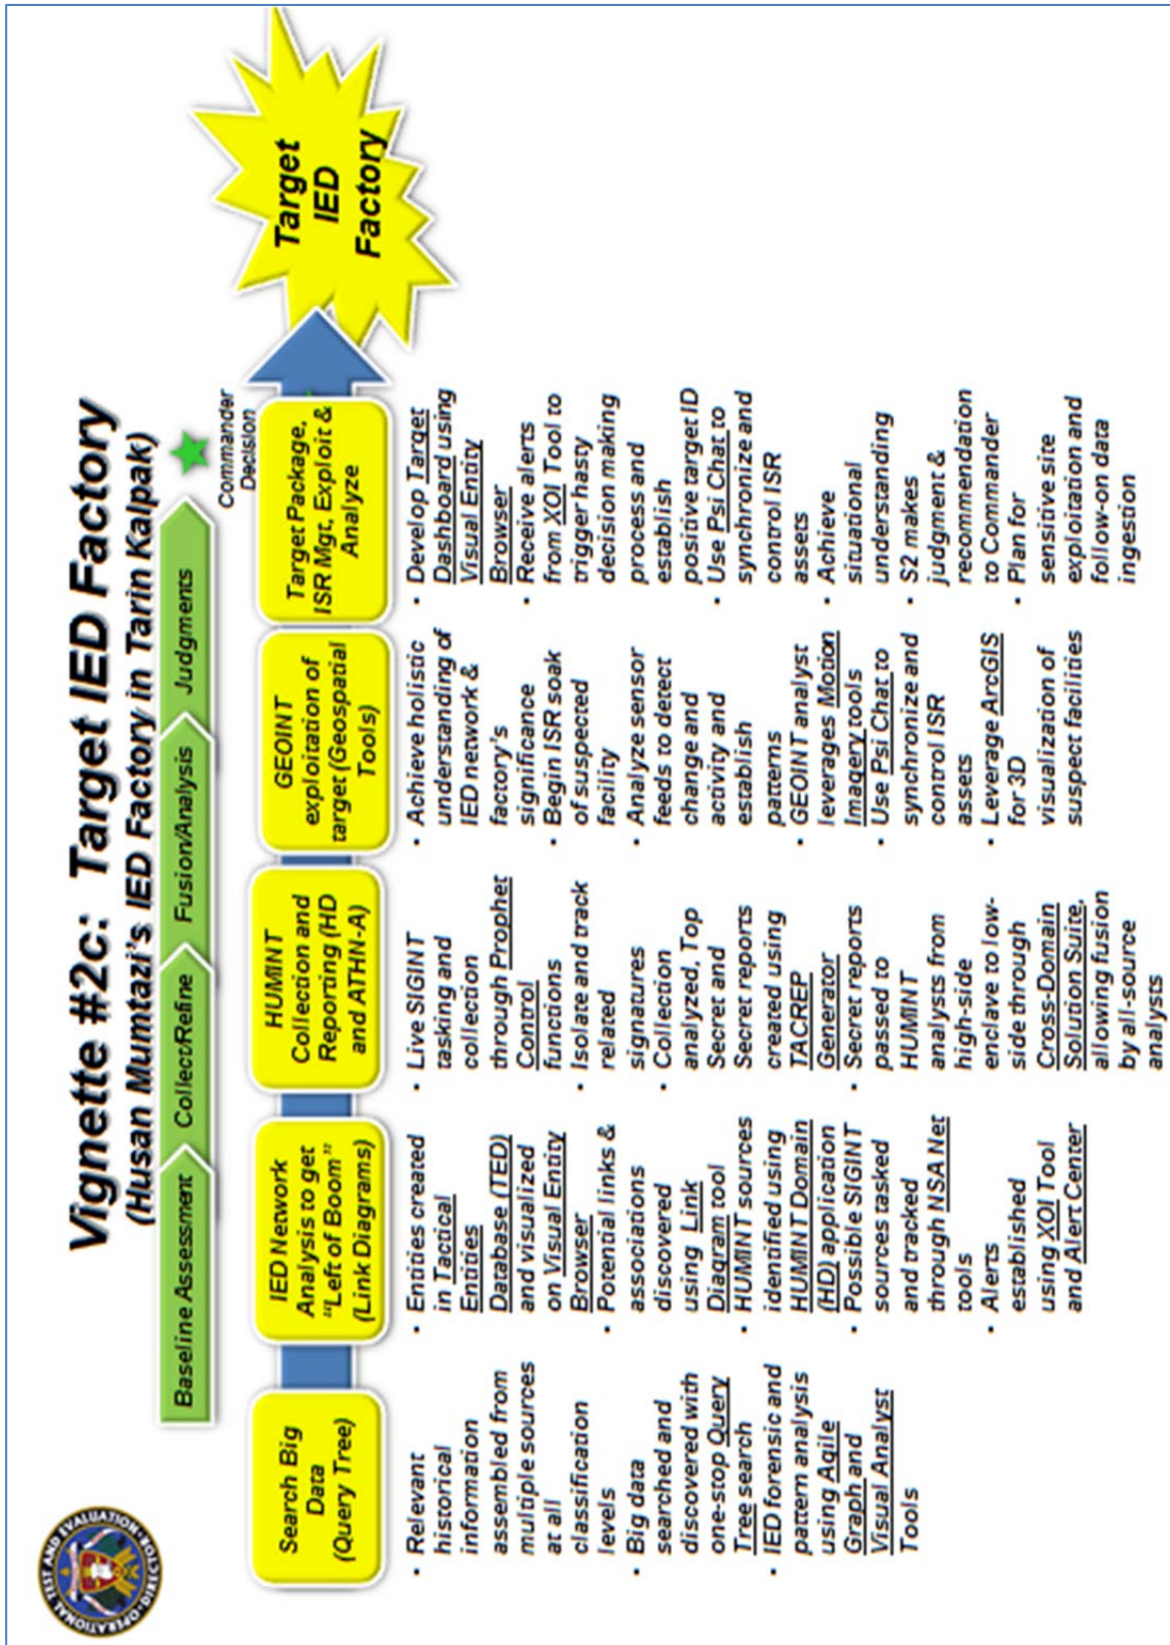 OPERATIONAL TEST AND EVALUATION · DIRECTOR ·
Vignette #2c: Target IED Factory
(Husan Mumtazi's IED Factory in Tarin Kalpak)
Baseline Assessment
Collect/Refine
Fusion/Analysis
Judgments
Commander
Decision
Search Big
Data
(Query Tree)
• Relevant
historical
information
assembled from
multiple sources
at all
classification
levels
• Big data
searched and
discovered with
one-stop Query
Tree search
• IED forensic and
pattern analysis
using Agile
Graph and
Visual Analyst
Tools
IED Network
Analysis to get
"Left of Boom"
(Link Diagrams)
• Entities created
in Tactical
Entities
Database (TED)
and visualized
on Visual Entity
Browser
• Potential links &
associations
discovered
using Link
Diagram tool
• HUMINT sources
identified using
HUMINT Domain
(HD) application
• Possible SIGINT
sources tasked
and tracked
through NSA Net
tools
• Alerts
established
using XOI Tool
and Alert Center
HUMINT
Collection and
Reporting (HD
and ATHN-A)
• Live SIGINT
tasking and
collection
through Prophet
Control
functions
• Isolate and track
related
signatures
• Collection
analyzed, Top
Secret and
Secret reports
created using
TACREP
Generator
• Secret reports
passed to
HUMINT
analysts from
high-side
enclave to low-
side through
Cross-Domain
Solution Suite,
allowing fusion
by all-source
analysts
GEOINT
exploitation of
target (Geospatial
Tools)
• Achieve holistic
understanding of
IED network &
factory's
significance
• Begin ISR soak
of suspected
facility
• Analyze sensor
feeds to detect
change and
activity and
establish
patterns
• GEOINT analyst
leverages Motion
Imagery tools
• Use Psi Chat to
synchronize and
control ISR
assets
• Leverage ArcGIS
for 3D
visualization of
suspect facilities
Target Package,
ISR Mgt, Exploit &
Analyze
• Develop Target
Dashboard using
Visual Entity
Browser
• Receive alerts
from XOI Tool to
trigger hasty
decision making
process and
establish
positive target ID
• Use Psi Chat to
synchronize and
control ISR
assets
• Achieve
situational
understanding
• S2 makes
judgment &
recommendation
to Commander
• Plan for
sensitive site
exploitation and
follow-on data
ingestion
Target
IED
Factory